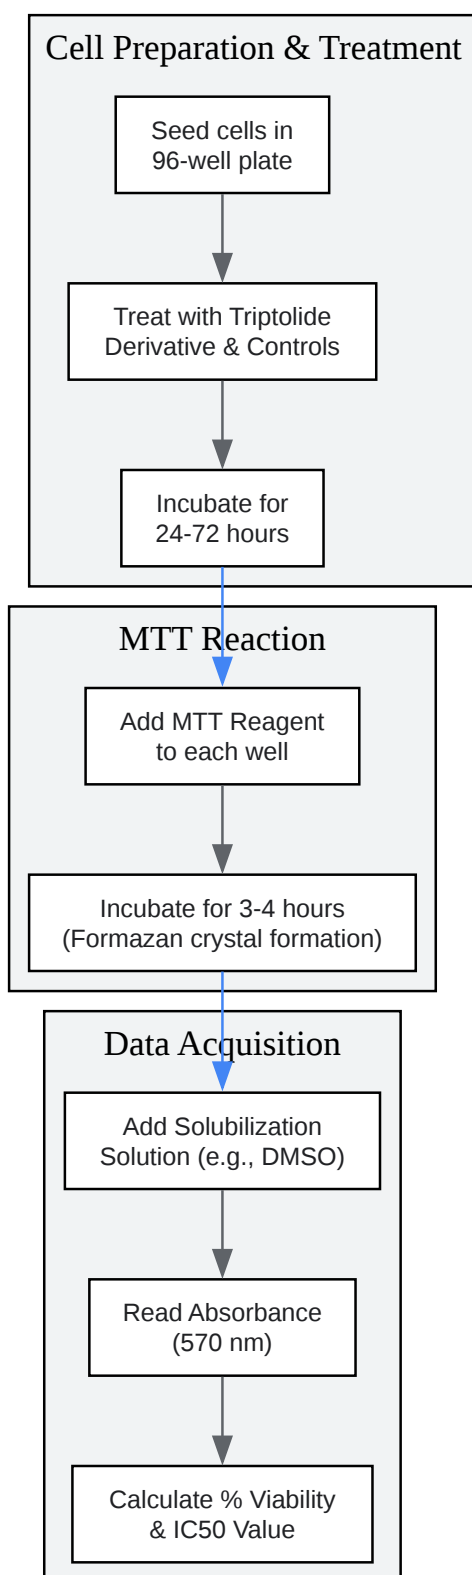 Cell Preparation & Treatment
Seed cells in
96-well plate
Treat with Triptolide
Derivative & Controls
Incubate for
24-72 hours
MTT Reaction
Add MTT Reagent
to each well
Incubate for 3-4 hours
(Formazan crystal formation)
Data Acquisition
Add Solubilization
Solution (e.g., DMSO)
Read Absorbance
(570 nm)
Calculate % Viability
& IC50 Value